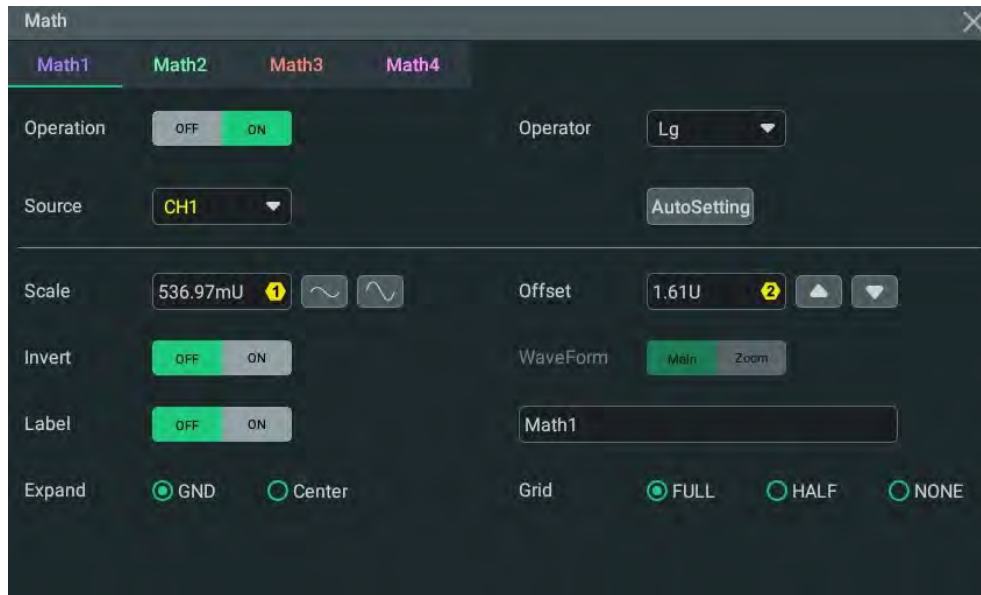 Math
Math1 Math2 Math3 Math4
Operation OFF ON Operator Lg
Source CH1 AutoSetting
Scale 536.97mU 1 Offset 1.61U 2
Invert OFF ON WaveForm Main Zoom
Label OFF ON Math1
Expand GND Center Grid FULL HALF NONE